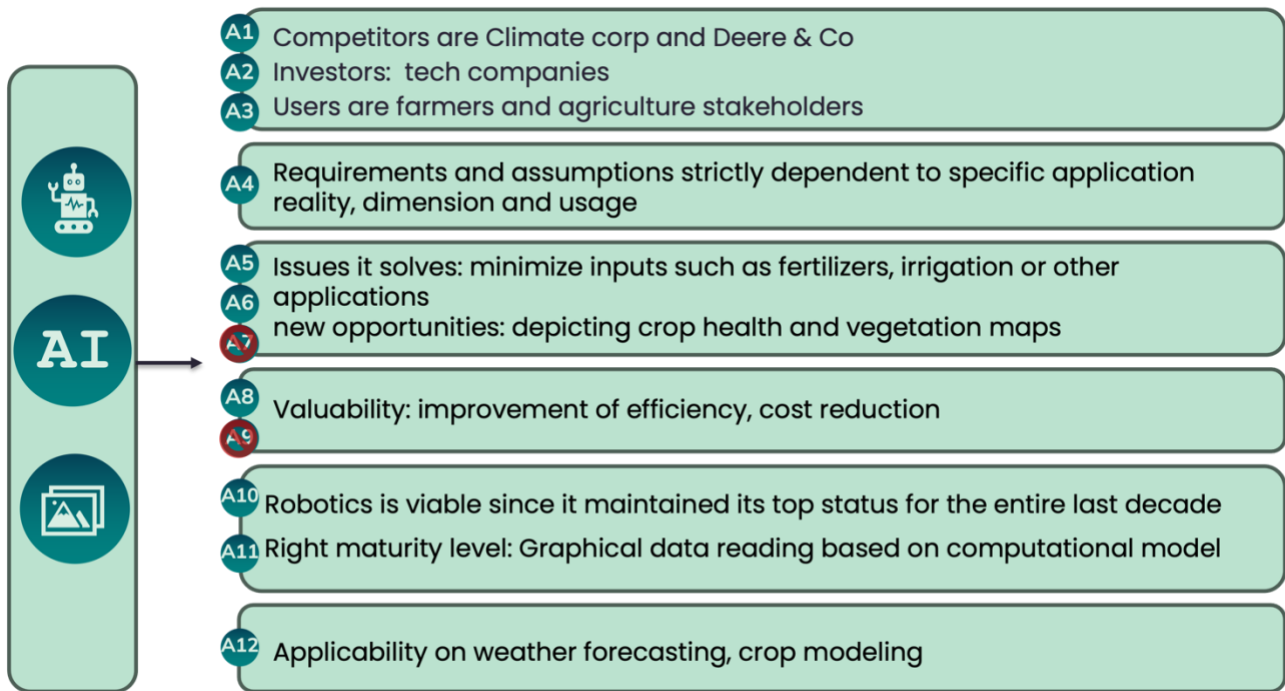 A1 Competitors are Climate corp and Deere & Co
A2 Investors: tech companies
A3 Users are farmers and agriculture stakeholders
A4 Requirements and assumptions strictly dependent to specific application
reality, dimension and usage
A5 Issues it solves: minimize inputs such as fertilizers, irrigation or other
A6 applications
A7 new opportunities: depicting crop health and vegetation maps
AI
A8 Valuability: improvement of efficiency, cost reduction
A9
A10 Robotics is viable since it maintained its top status for the entire last decade
A11 Right maturity level: Graphical data reading based on computational model
A12 Applicability on weather forecasting, crop modeling